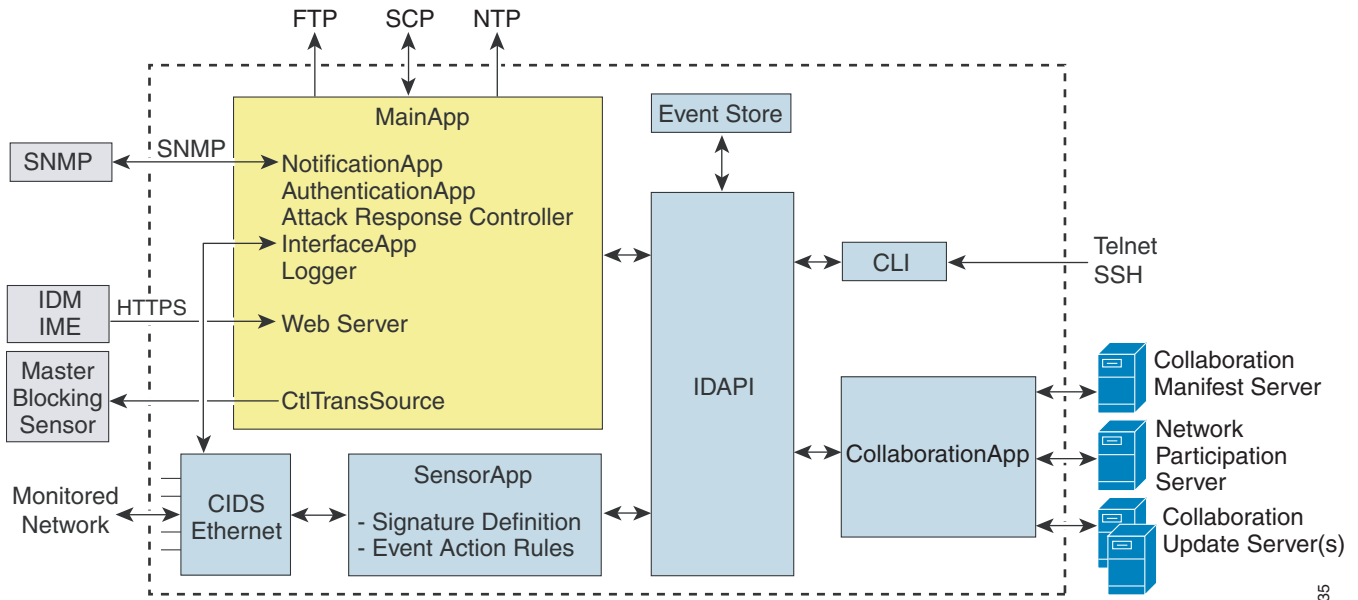 FTP SCP NTP
MainApp
Event Store
SNMP
SNMP
NotificationApp
AuthenticationApp
Attack Response Controller
InterfaceApp
Logger
CLI
Telnet
SSH
IDM
IME
HTTPS
Web Server
Master
Blocking
Sensor
CtlTransSource
IDAPI
Collaboration
Manifest Server
CollaborationApp
Network
Participation
Server
Monitored
Network
CIDS
Ethernet
SensorApp
- Signature Definition
- Event Action Rules
Collaboration
Update Server(s)
35